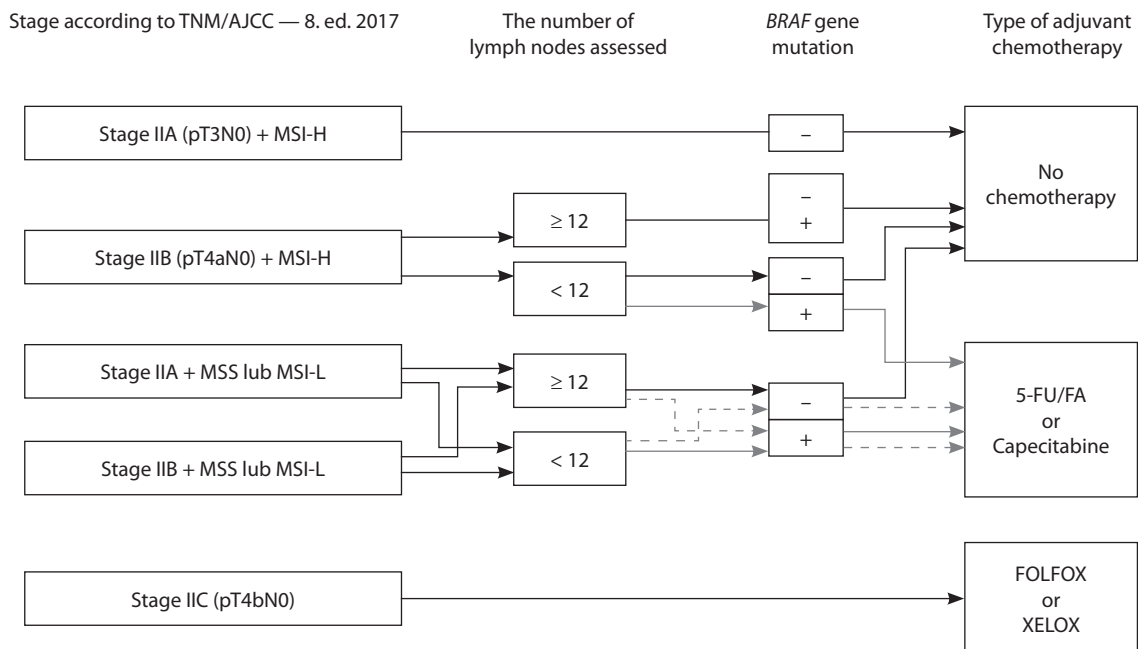 Stage according to TNM/AJCC — 8. ed. 2017
The number of
lymph nodes assessed
BRAF gene
mutation
Type of adjuvant
chemotherapy
Stage IIA (pT3N0) + MSI-H
–
No
chemotherapy
Stage IIB (pT4aN0) + MSI-H
≥ 12
–
+
< 12
–
+
Stage IIA + MSS lub MSI-L
≥ 12
–
+
5-FU/FA
or
Capecitabine
Stage IIB + MSS lub MSI-L
< 12
Stage IIC (pT4bN0)
FOLFOX
or
XELOX